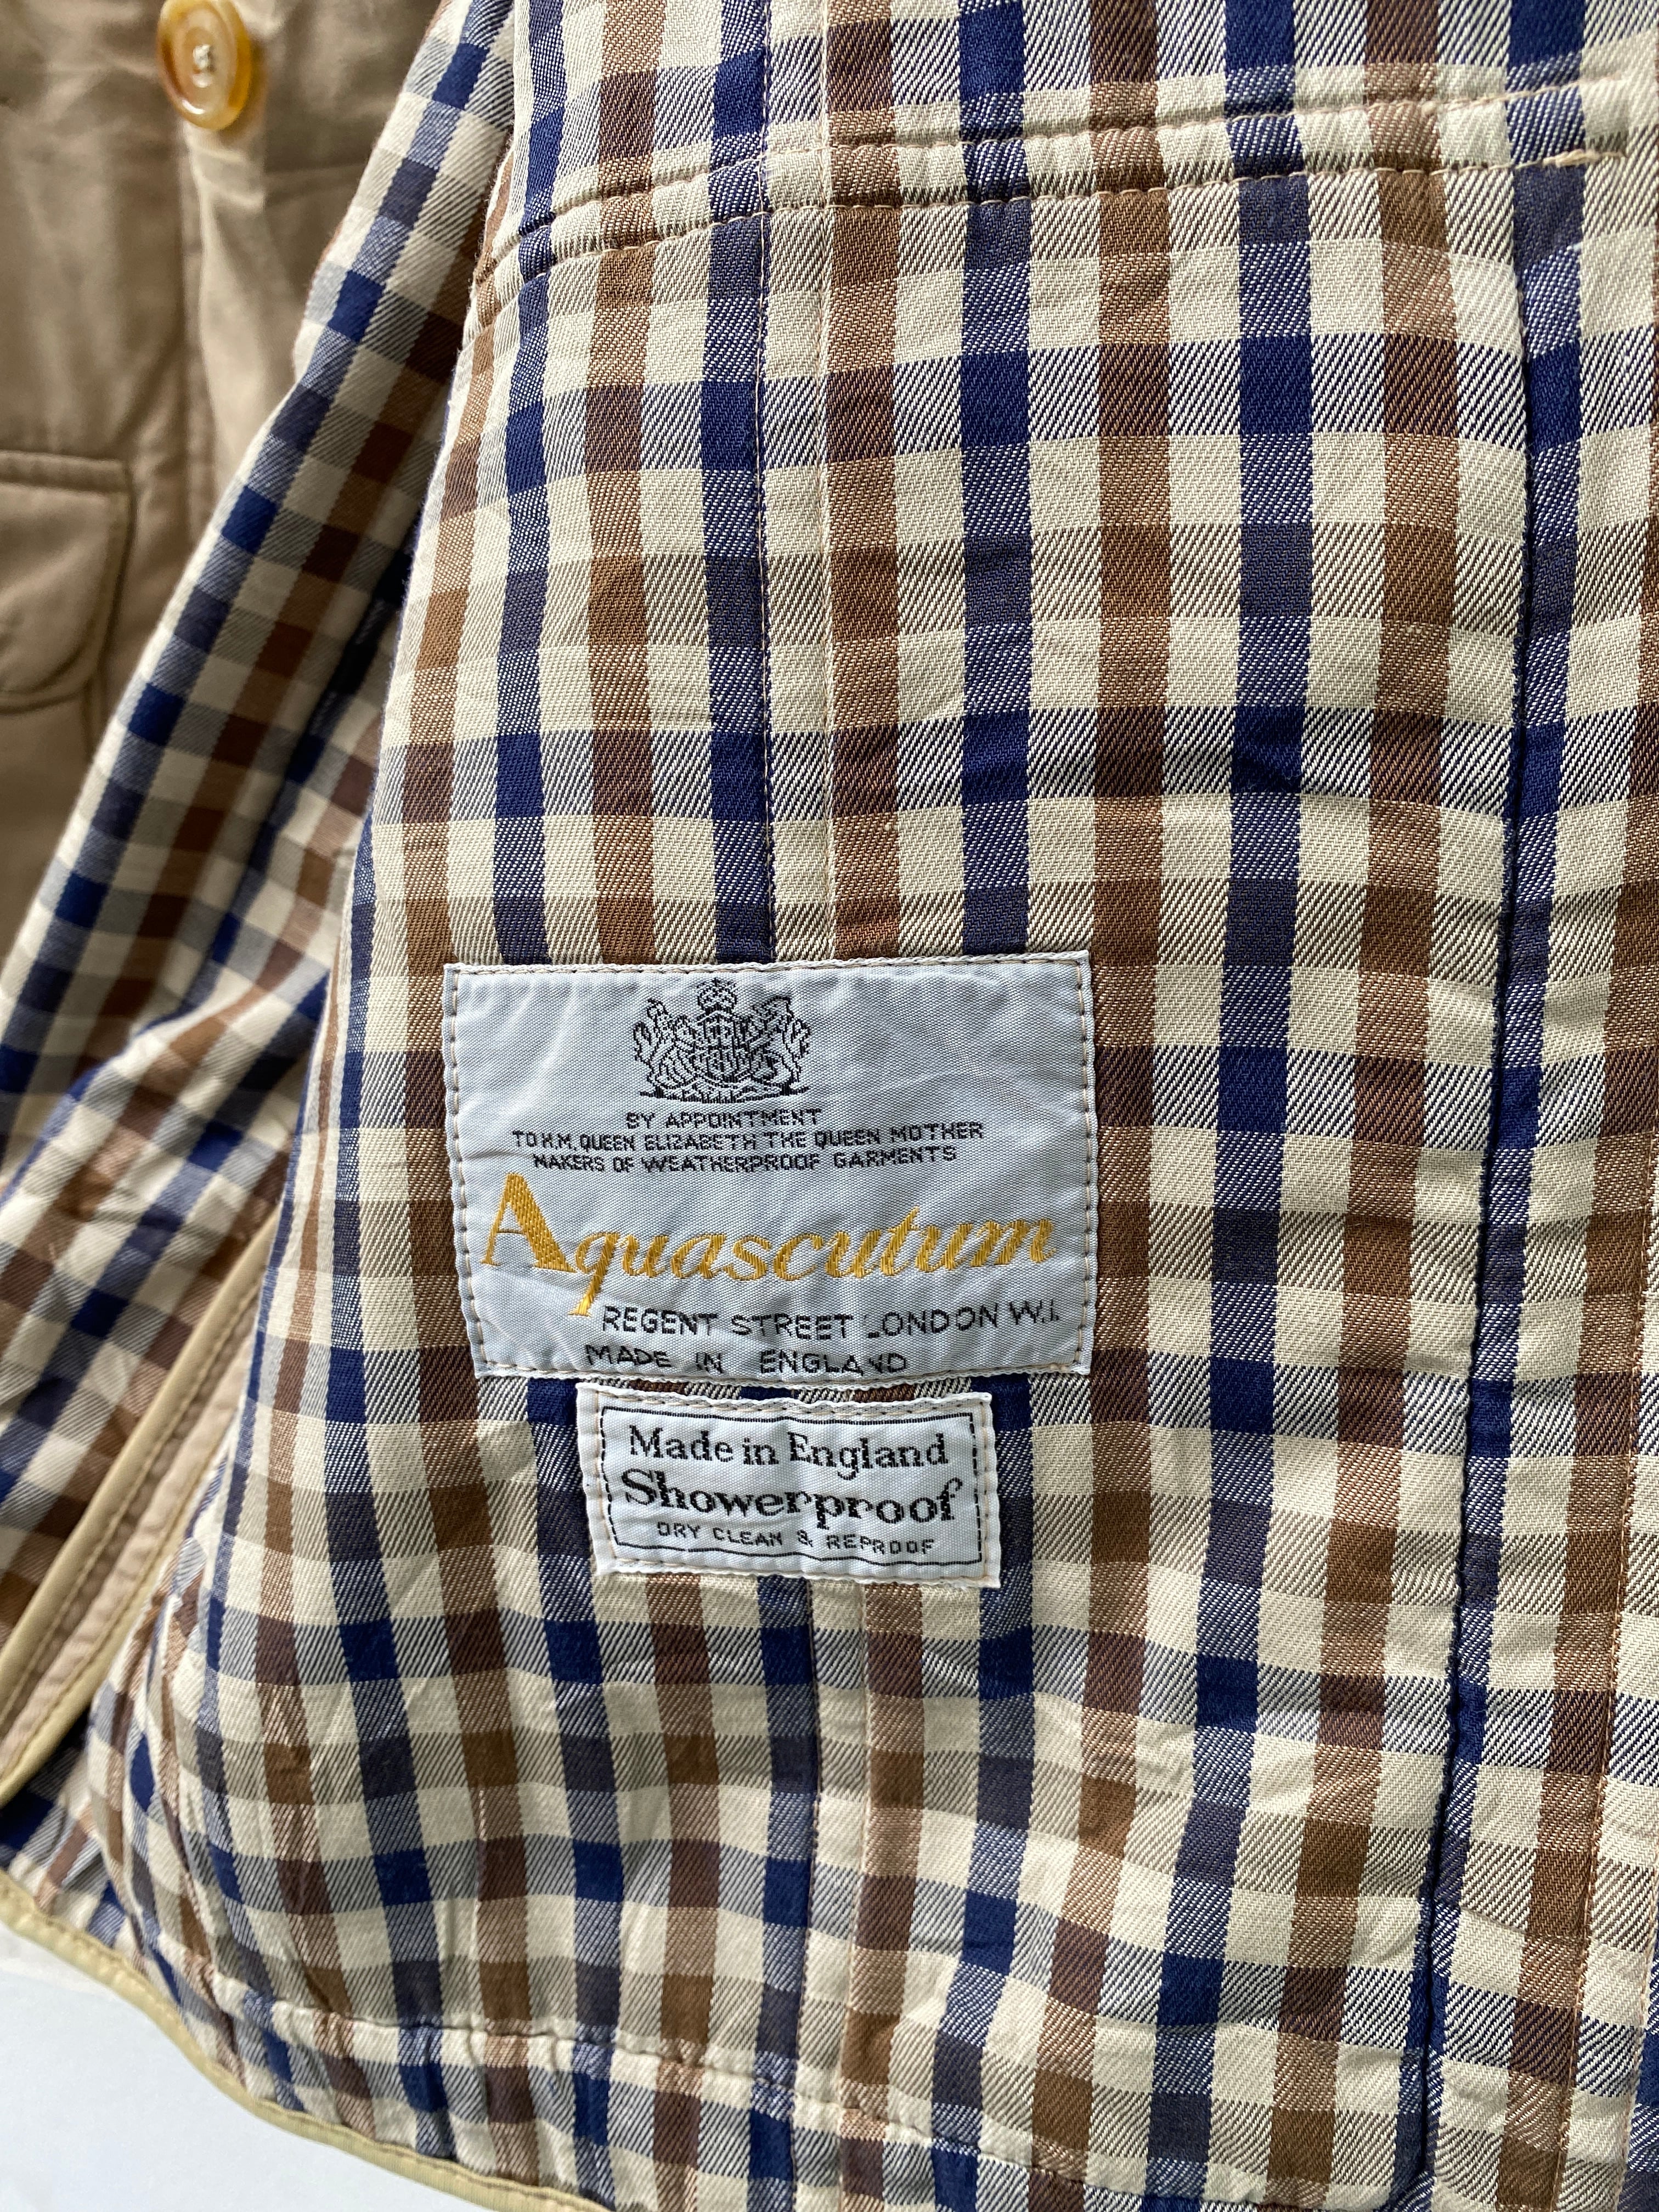 BY APPOINTMENT
TO H.M. QUEEN ELIZABETH THE QUEEN MOTHER
MAKERS OF WEATHERPROOF GARMENTS
Aquascutum
REGENT STREET LONDON W.I.
MADE IN ENGLAND
Made in England
Showerproof
DRY CLEAN & REPROOF